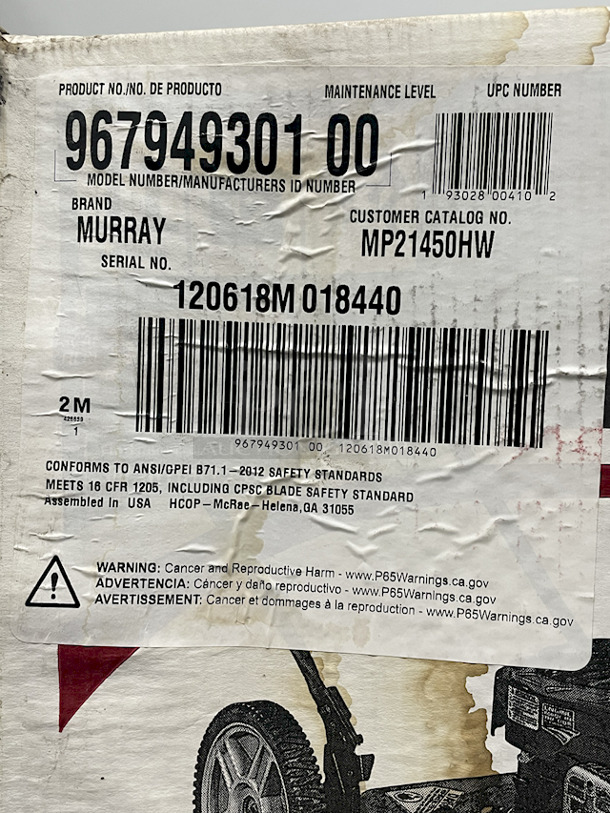 PRODUCT NO./NO. DE PRODUCTO MAINTENANCE LEVEL UPC NUMBER
967949301 00
MODEL NUMBER/MANUFACTURERS ID NUMBER
1 93028 00410 2
BRAND CUSTOMER CATALOG NO.
MURRAY MP21450HW
SERIAL NO.
120618M 018440
2M
1
967949301 00 120618M018440
CONFORMS TO ANSI/GPEI B71.1-2012 SAFETY STANDARDS
MEETS 16 CFR 1205, INCLUDING CPSC BLADE SAFETY STANDARD
Assembled In USA HCOP-McRae-Helena,GA 31055
WARNING: Cancer and Reproductive Harm - www.P65Warnings.ca.gov
ADVERTENCIA: Cáncer y daño reproductivo - www.P65Warnings.ca.gov
AVERTISSEMENT: Cancer et dommages à la reproduction - www.P65Warnings.ca.gov